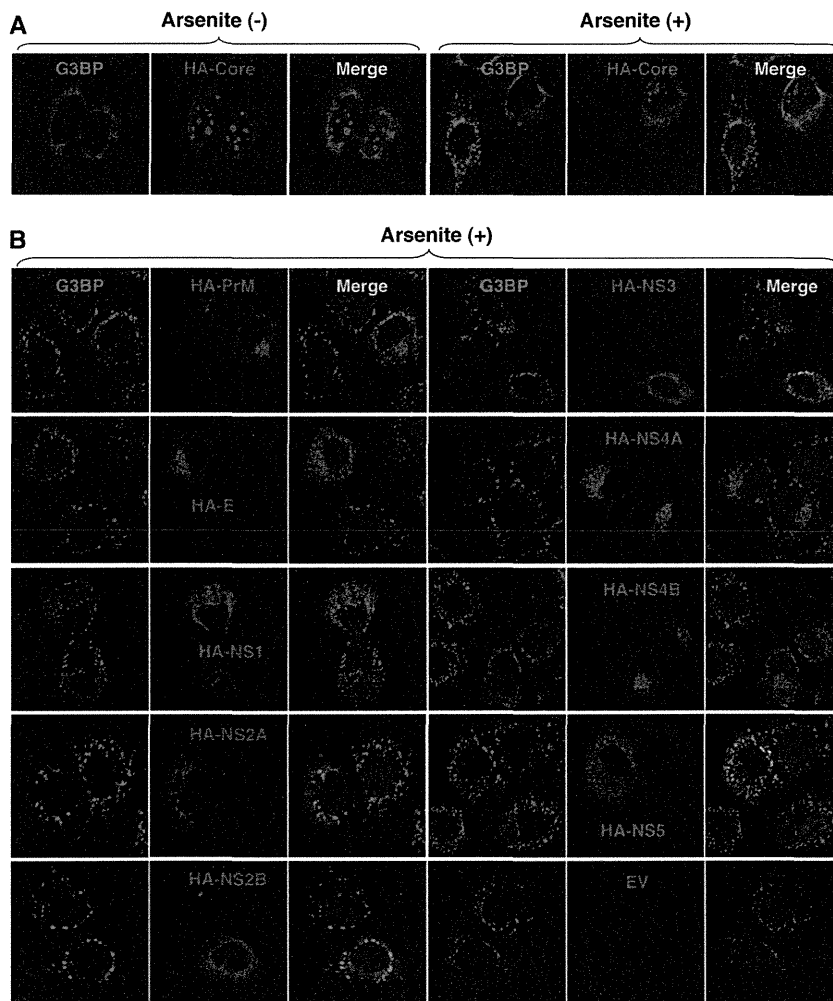 A
Arsenite (-)
Arsenite (+)
G3BP HA-Core Merge G3BP HA-Core Merge
B
Arsenite (+)
G3BP HA-PrM Merge G3BP HA-NS3 Merge
HA-E HA-NS4A
HA-NS1 HA-NS4B
HA-NS2A HA-NS5
HA-NS2B EV